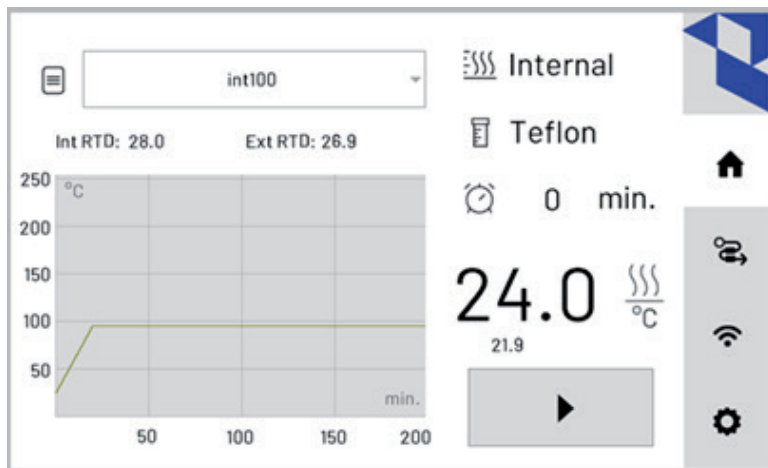 int100
Int RTD: 28.0 Ext RTD: 26.9
250
°C
200
150
100
50
min.
50 100 150 200
Internal
Teflon
0 min.
24.0 °C
21.9